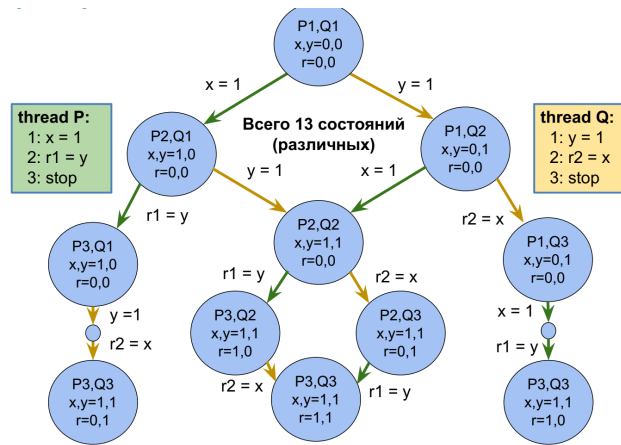 P1,Q1
x,y=0,0
r=0,0
x = 1
y = 1
thread P:
1: x = 1
2: r1 = y
3: stop
Всего 13 состояний
(различных)
thread Q:
1: y = 1
2: r2 = x
3: stop
P2,Q1
x,y=1,0
r=0,0
P1,Q2
x,y=0,1
r=0,0
y = 1
x = 1
r1 = y
r2 = x
P3,Q1
x,y=1,0
r=0,0
P2,Q2
x,y=1,1
r=0,0
P1,Q3
x,y=0,1
r=0,0
r1 = y
r2 = x
y =1
x = 1
P3,Q2
x,y=1,1
r=1,0
P2,Q3
x,y=1,1
r=0,1
r2 = x
r1 = y
r2 = x
r1 = y
P3,Q3
x,y=1,1
r=0,1
P3,Q3
x,y=1,1
r=1,1
P3,Q3
x,y=1,1
r=1,0